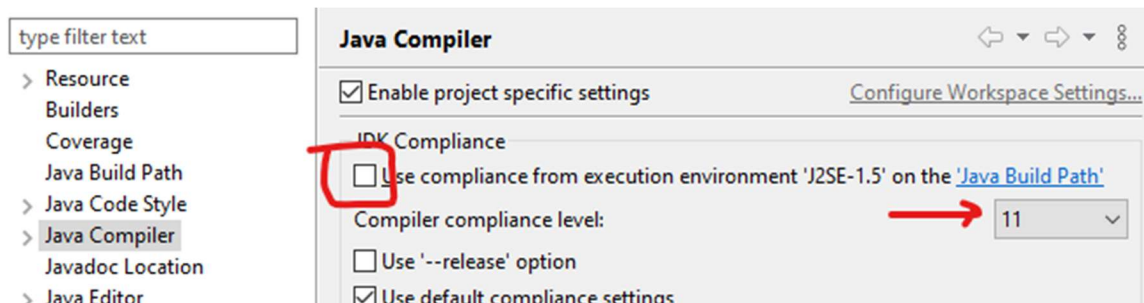 type filter text
Resource
Builders
Coverage
Java Build Path
Java Code Style
Java Compiler
Javadoc Location
Java Editor
Java Compiler
Enable project specific settings
Configure Workspace Settings...
JDK Compliance
Use compliance from execution environment 'J2SE-1.5' on the 'Java Build Path'
Compiler compliance level:
11
Use '--release' option
Use default compliance settings